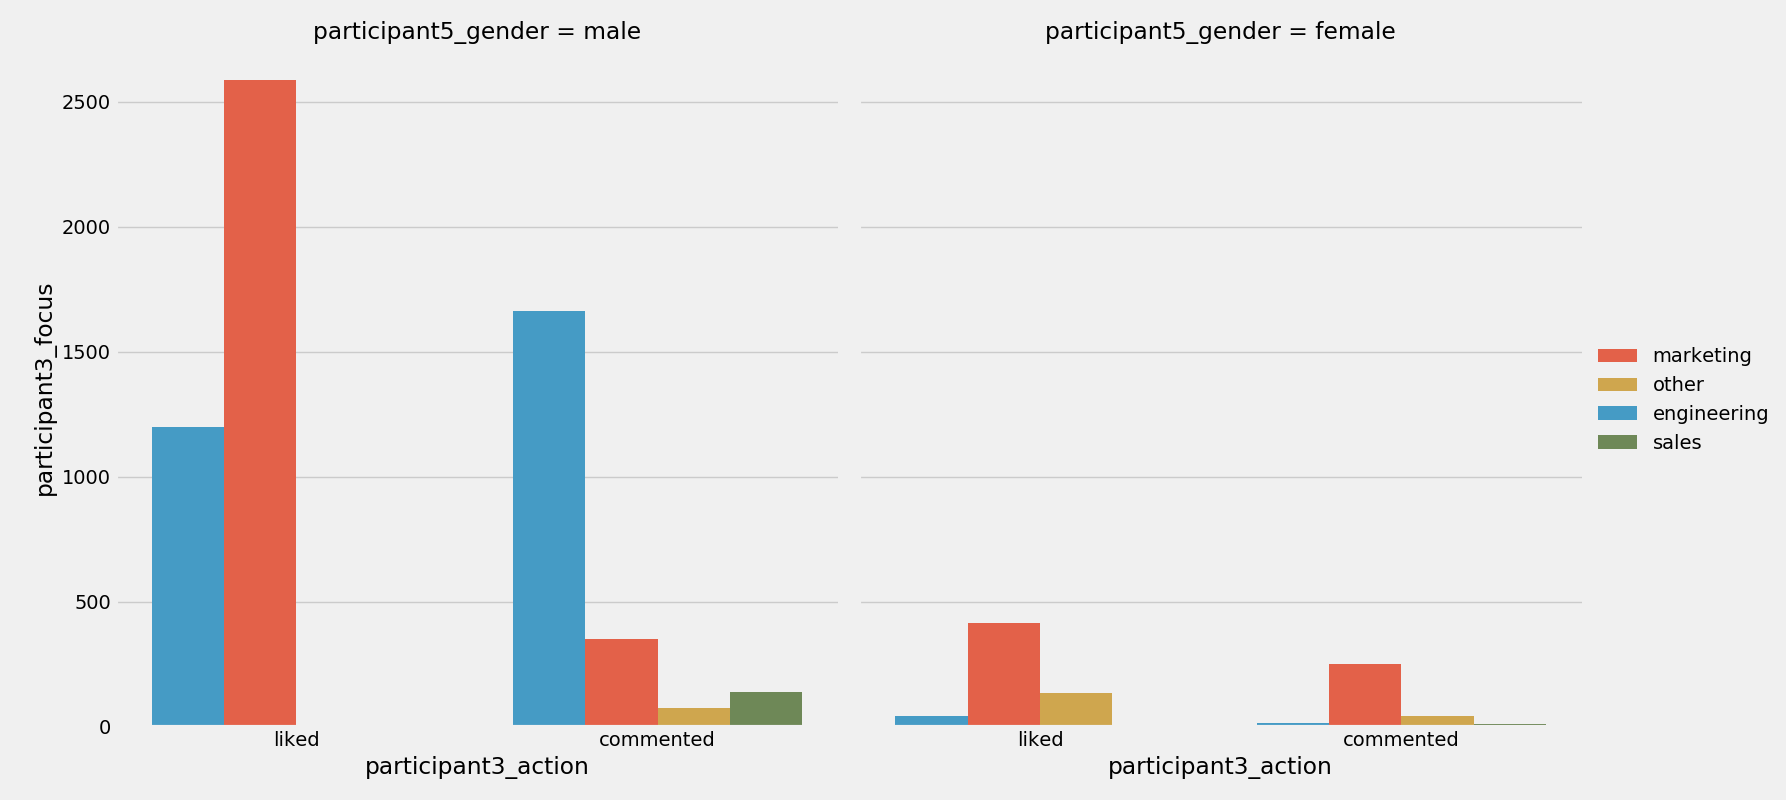 participant5_gender = male
participant5_gender = female
participant3_focus
2500
2000
1500
1000
500
0
liked
commented
liked
commented
participant3_action
participant3_action
marketing
other
engineering
sales